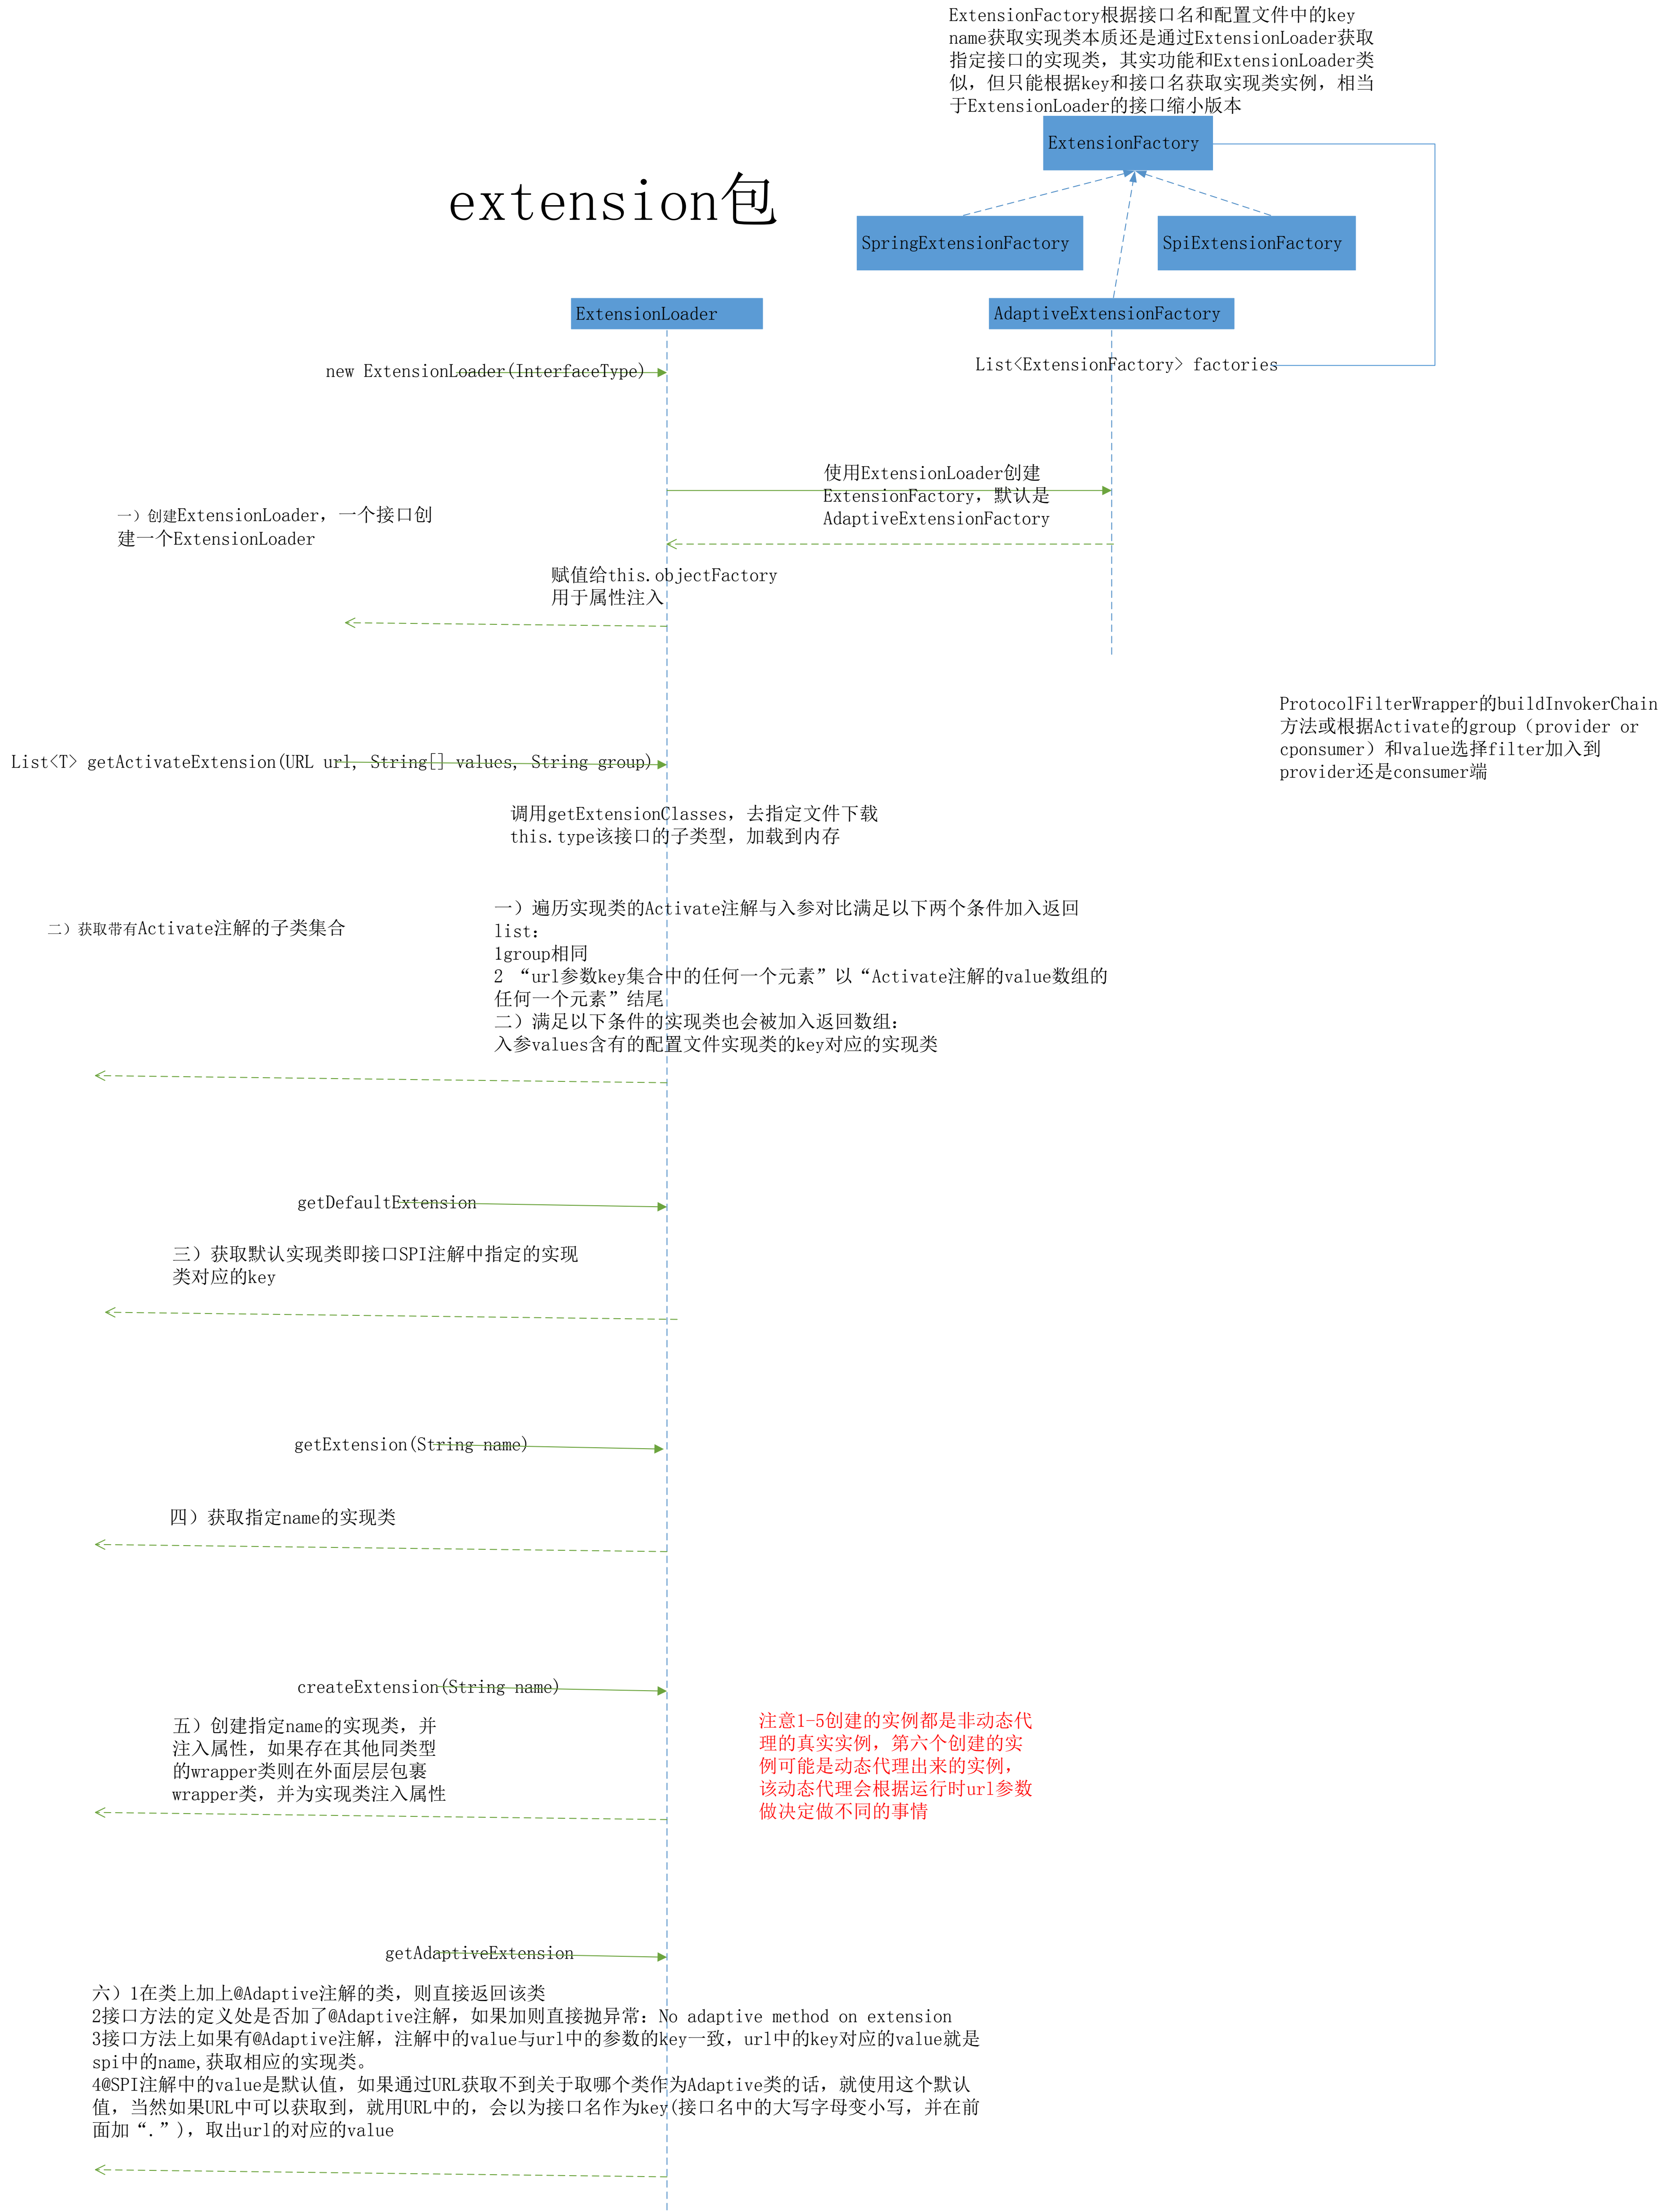 ExtensionFactory根据接口名和配置文件中的key
name获取实现类本质还是通过ExtensionLoader获取
指定接口的实现类，其实功能和ExtensionLoader类
似，但只能根据key和接口名获取实现类实例，相当
于ExtensionLoader的接口缩小版本
ExtensionFactory
extension包
SpringExtensionFactory
SpiExtensionFactory
ExtensionLoader
AdaptiveExtensionFactory
new ExtensionLoader(InterfaceType)
List<ExtensionFactory> factories
使用ExtensionLoader创建
ExtensionFactory，默认是
AdaptiveExtensionFactory
一）创建ExtensionLoader，一个接口创
建一个ExtensionLoader
赋值给this.objectFactory
用于属性注入
ProtocolFilterWrapper的buildInvokerChain
方法或根据Activate的group（provider or
cponsumer）和value选择filter加入到
provider还是consumer端
List<T> getActivateExtension(URL url, String[] values, String group)
调用getExtensionClasses，去指定文件下载
this.type该接口的子类型，加载到内存
二）获取带有Activate注解的子类集合
一）遍历实现类的Activate注解与入参对比满足以下两个条件加入返回
list：
1group相同
2 “url参数key集合中的任何一个元素”以“Activate注解的value数组的
任何一个元素”结尾
二）满足以下条件的实现类也会被加入返回数组：
入参values含有的配置文件实现类的key对应的实现类
getDefaultExtension
三）获取默认实现类即接口SPI注解中指定的实现
类对应的key
getExtension(String name)
四）获取指定name的实现类
createExtension(String name)
五）创建指定name的实现类，并
注入属性，如果存在其他同类型
的wrapper类则在外面层层包裹
wrapper类，并为实现类注入属性
注意1-5创建的实例都是非动态代
理的真实实例，第六个创建的实
例可能是动态代理出来的实例，
该动态代理会根据运行时url参数
做决定做不同的事情
getAdaptiveExtension
六）1在类上加上@Adaptive注解的类，则直接返回该类
2接口方法的定义处是否加了@Adaptive注解，如果加则直接抛异常：No adaptive method on extension
3接口方法上如果有@Adaptive注解，注解中的value与url中的参数的key一致，url中的key对应的value就是
spi中的name,获取相应的实现类。
4@SPI注解中的value是默认值，如果通过URL获取不到关于取哪个类作为Adaptive类的话，就使用这个默认
值，当然如果URL中可以获取到，就用URL中的，会以为接口名作为key(接口名中的大写字母变小写，并在前
面加“.”)，取出url的对应的value